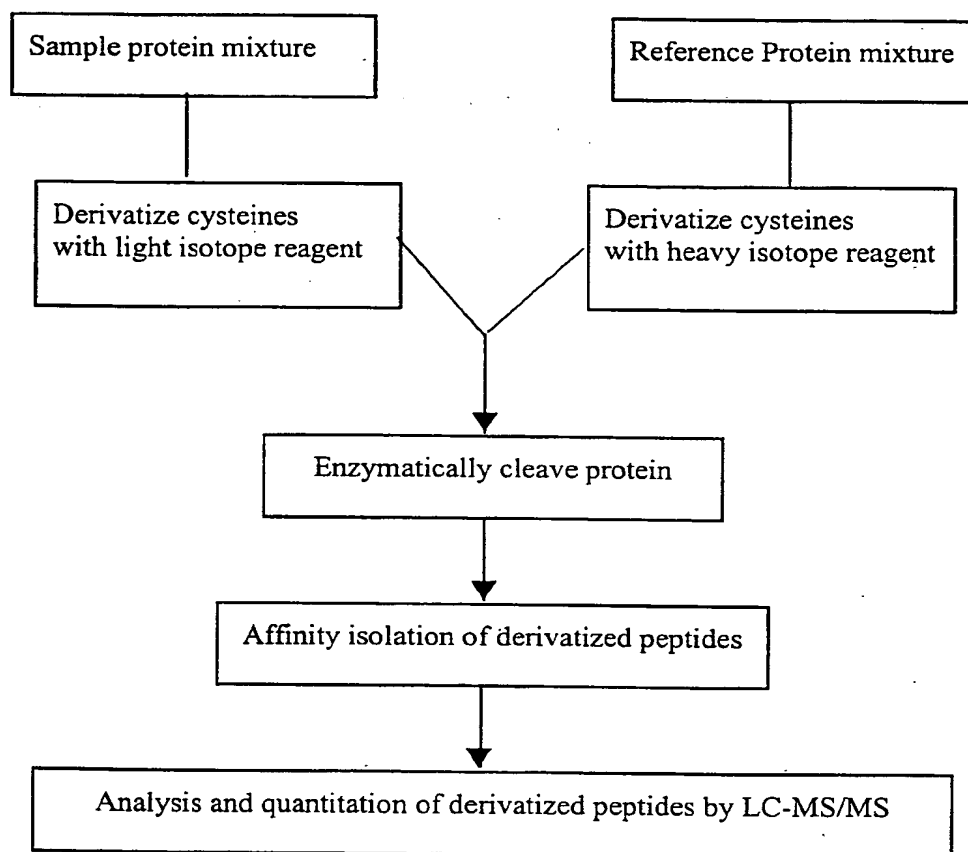 Sample protein mixture
Reference Protein mixture
Derivatize cysteines
with light isotope reagent
Derivatize cysteines
with heavy isotope reagent
Enzymatically cleave protein
Affinity isolation of derivatized peptides
Analysis and quantitation of derivatized peptides by LC-MS/MS